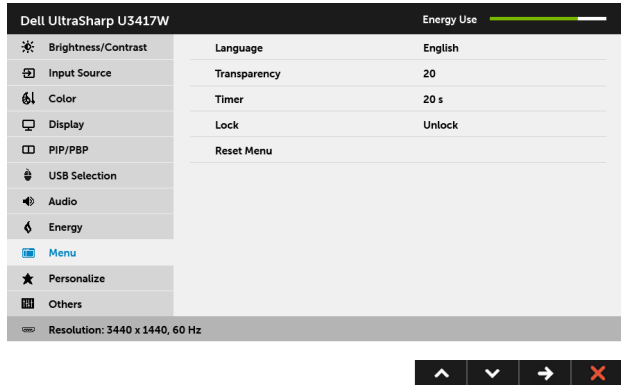 Dell UltraSharp U3417W Energy Use
Brightness/Contrast Language English
Input Source Transparency 20
Color Timer 20 s
Display Lock Unlock
PIP/PBP Reset Menu
USB Selection
Audio
Energy
Menu
Personalize
Others
Resolution: 3440 x 1440, 60 Hz